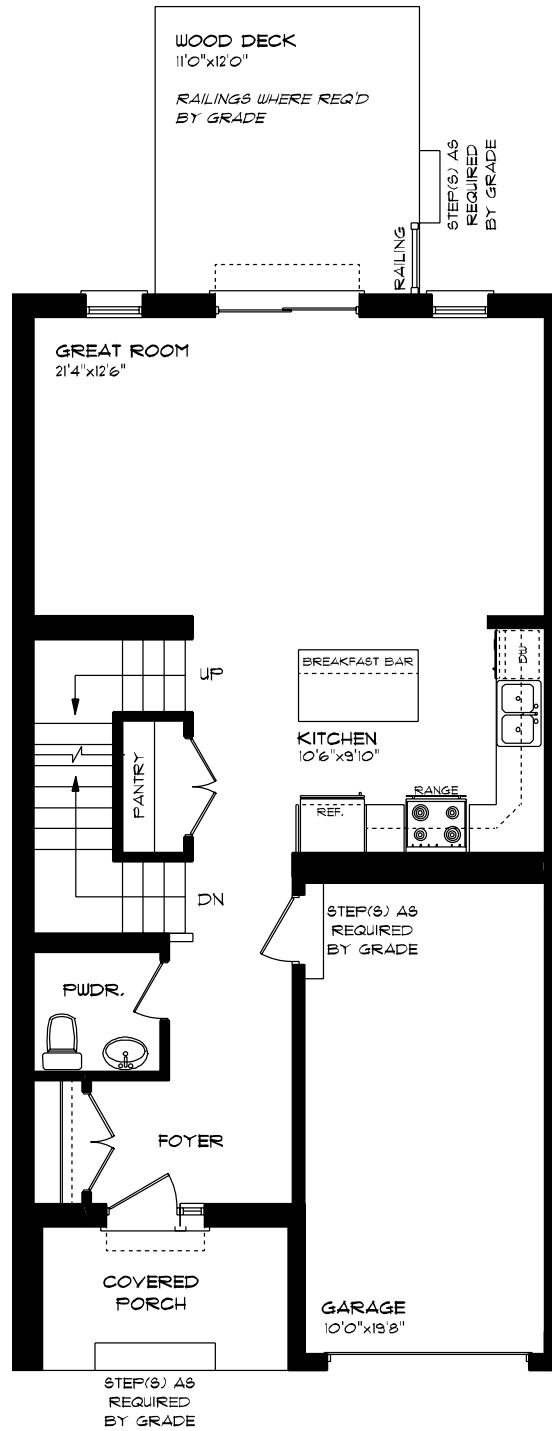 WOOD DECK
11'0"x12'0"
RAILINGS WHERE REQ'D
BY GRADE
STEP(S) AS
REQUIRED
BY GRADE
RAILING
GREAT ROOM
21'4"x12'6"
UP
BREAKFAST BAR
DW
KITCHEN
10'6"x9'10"
PANTRY
RANGE
REF.
DN
STEP(S) AS
REQUIRED
BY GRADE
PWDR.
FOYER
COVERED
PORCH
GARAGE
10'0"x19'8"
STEP(S) AS
REQUIRED
BY GRADE